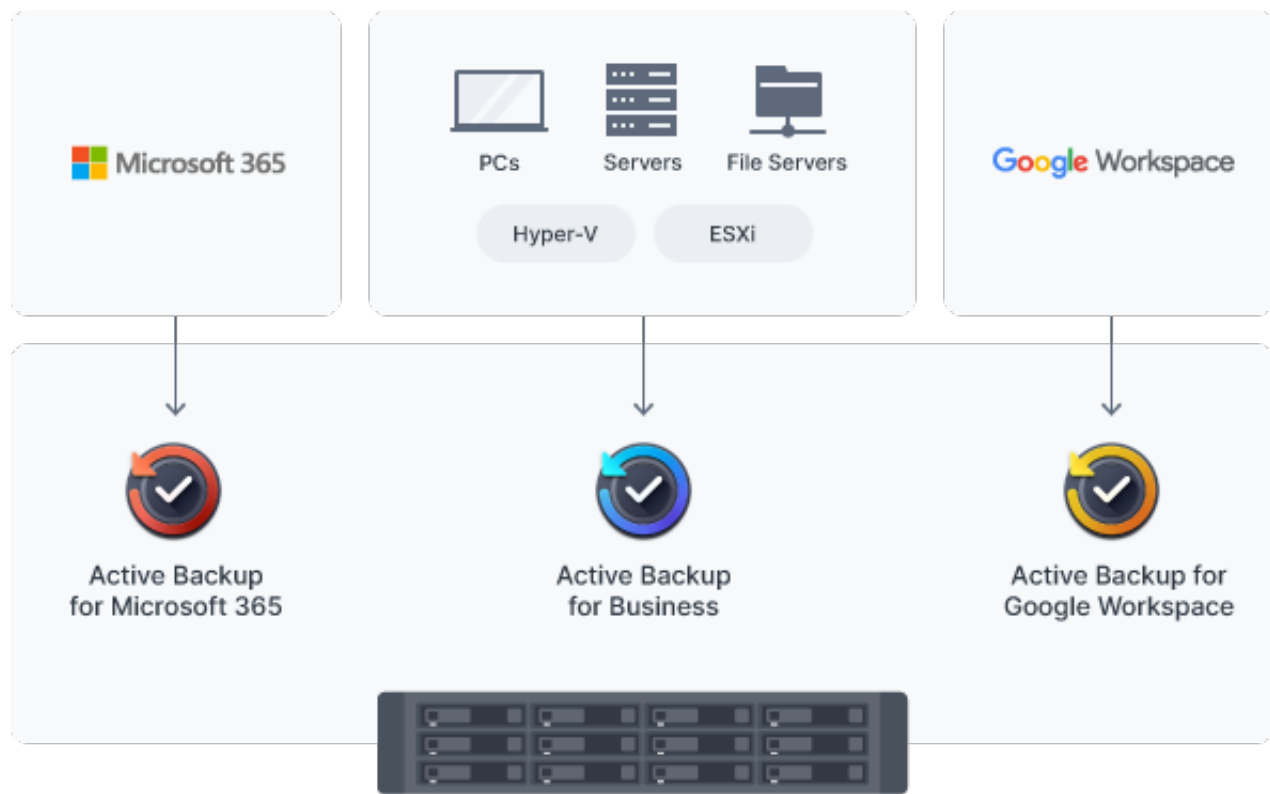 Microsoft 365
PCs
Servers
File Servers
Hyper-V
ESXi
Google Workspace
Active Backup
for Microsoft 365
Active Backup
for Business
Active Backup for
Google Workspace